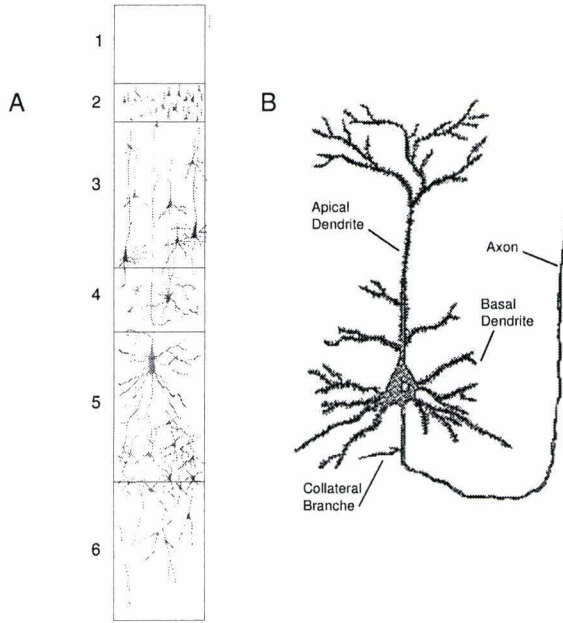 A
1
2
3
4
5
6
B
Apical
Dendrite
Axon
Basal
Dendrite
Collateral
Branche